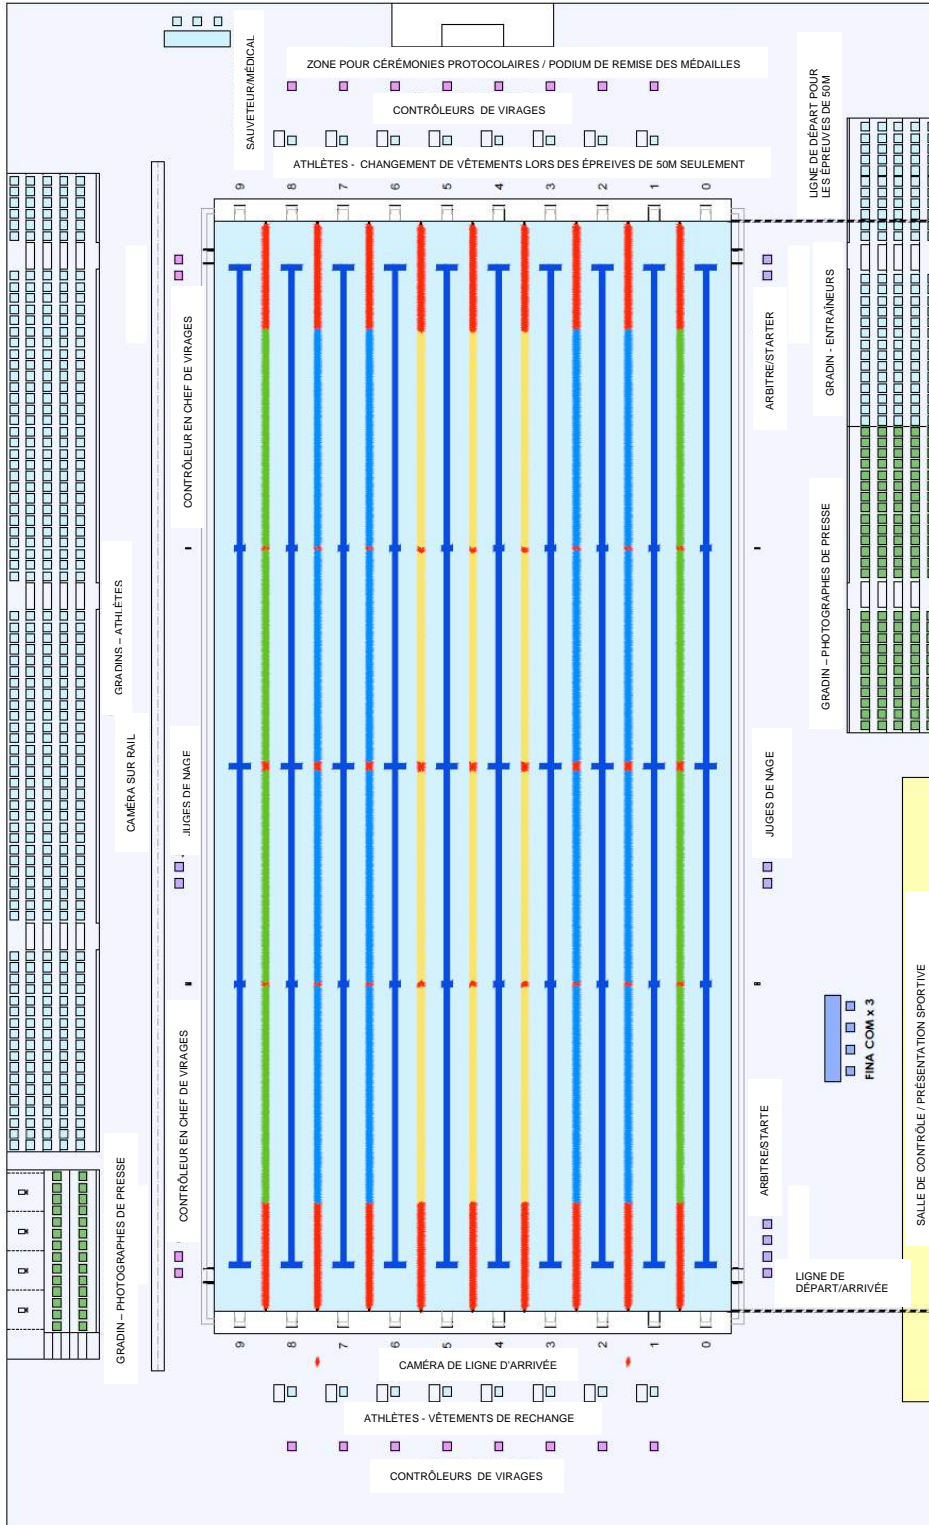 SAUVETEUR/MÉDICAL
ZONE POUR CÉRÉMONIES PROTOCOLAIRES / PODIUM DE REMISE DES MÉDAILLES
CONTRÔLEURS DE VIRAGES
ATHLÈTES - CHANGEMENT DE VÊTEMENTS LORS DES ÉPREIVES DE 50M SEULEMENT
LIGNE DE DÉPART POUR
LES ÉPREUVES DE 50M
9 8 7 6 5 4 3 2 1 0
CONTRÔLEUR EN CHEF DE VIRAGES
ARBITRE/STARTER
GRADIN - ENTRAÎNEURS
GRADINS – ATHLÈTES
GRADIN – PHOTOGRAPHES DE PRESSE
CAMÉRA SUR RAIL
JUGES DE NAGE
JUGES DE NAGE
CONTRÔLEUR EN CHEF DE VIRAGES
FINA COM x 3
SALLE DE CONTRÔLE / PRÉSENTATION SPORTIVE
ARBITRE/STARTE
GRADIN – PHOTOGRAPHES DE PRESSE
LIGNE DE
DÉPART/ARRIVÉE
9 8 7 6 5 4 3 2 1 0
CAMÉRA DE LIGNE D'ARRIVÉE
ATHLÈTES - VÊTEMENTS DE RECHANGE
CONTRÔLEURS DE VIRAGES